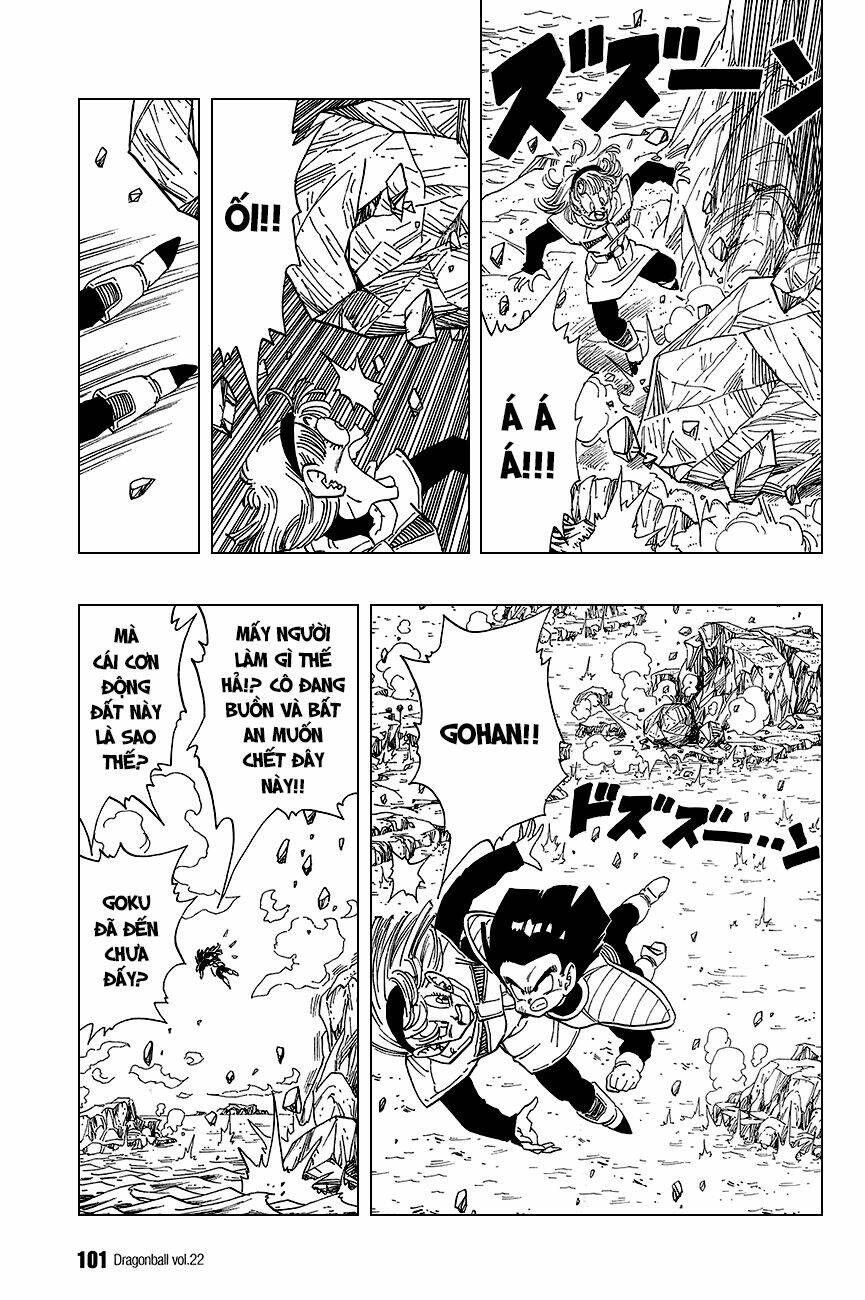 ズズーン
Á Á
Á!!!
ỐI!!
GOHAN!!
ドズズーン
MẤY NGƯỜI
LÀM GÌ THẾ
HẢ!? CÔ ĐANG
BUỒN VÀ BẤT
AN MUỐN
CHẾT ĐÂY
NÀY!!
MÀ
CÁI CƠN
ĐỘNG
ĐẤT NÀY
LÀ SAO
THẾ?
GOKU
ĐÃ ĐẾN
CHƯA
ĐẤY?
101 Dragonball vol.22